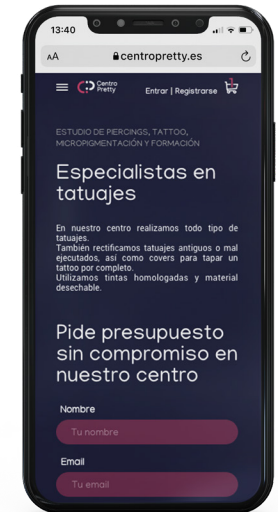 13:40
AA centropretty.es
Centro
Pretty
Entrar | Registrarse
ESTUDIO DE PIERCINGS, TATTOO,
MICROPIGMENTACIÓN Y FORMACIÓN
Especialistas en
tatuajes
En nuestro centro realizamos todo tipo de
tatuajes.
También rectificamos tatuajes antiguos o mal
ejecutados, así como covers para tapar un
tattoo por completo.
Utilizamos tintas homologadas y material
desechable.
Pide presupuesto
sin compromiso en
nuestro centro
Nombre
Tu nombre
Email
Tu email